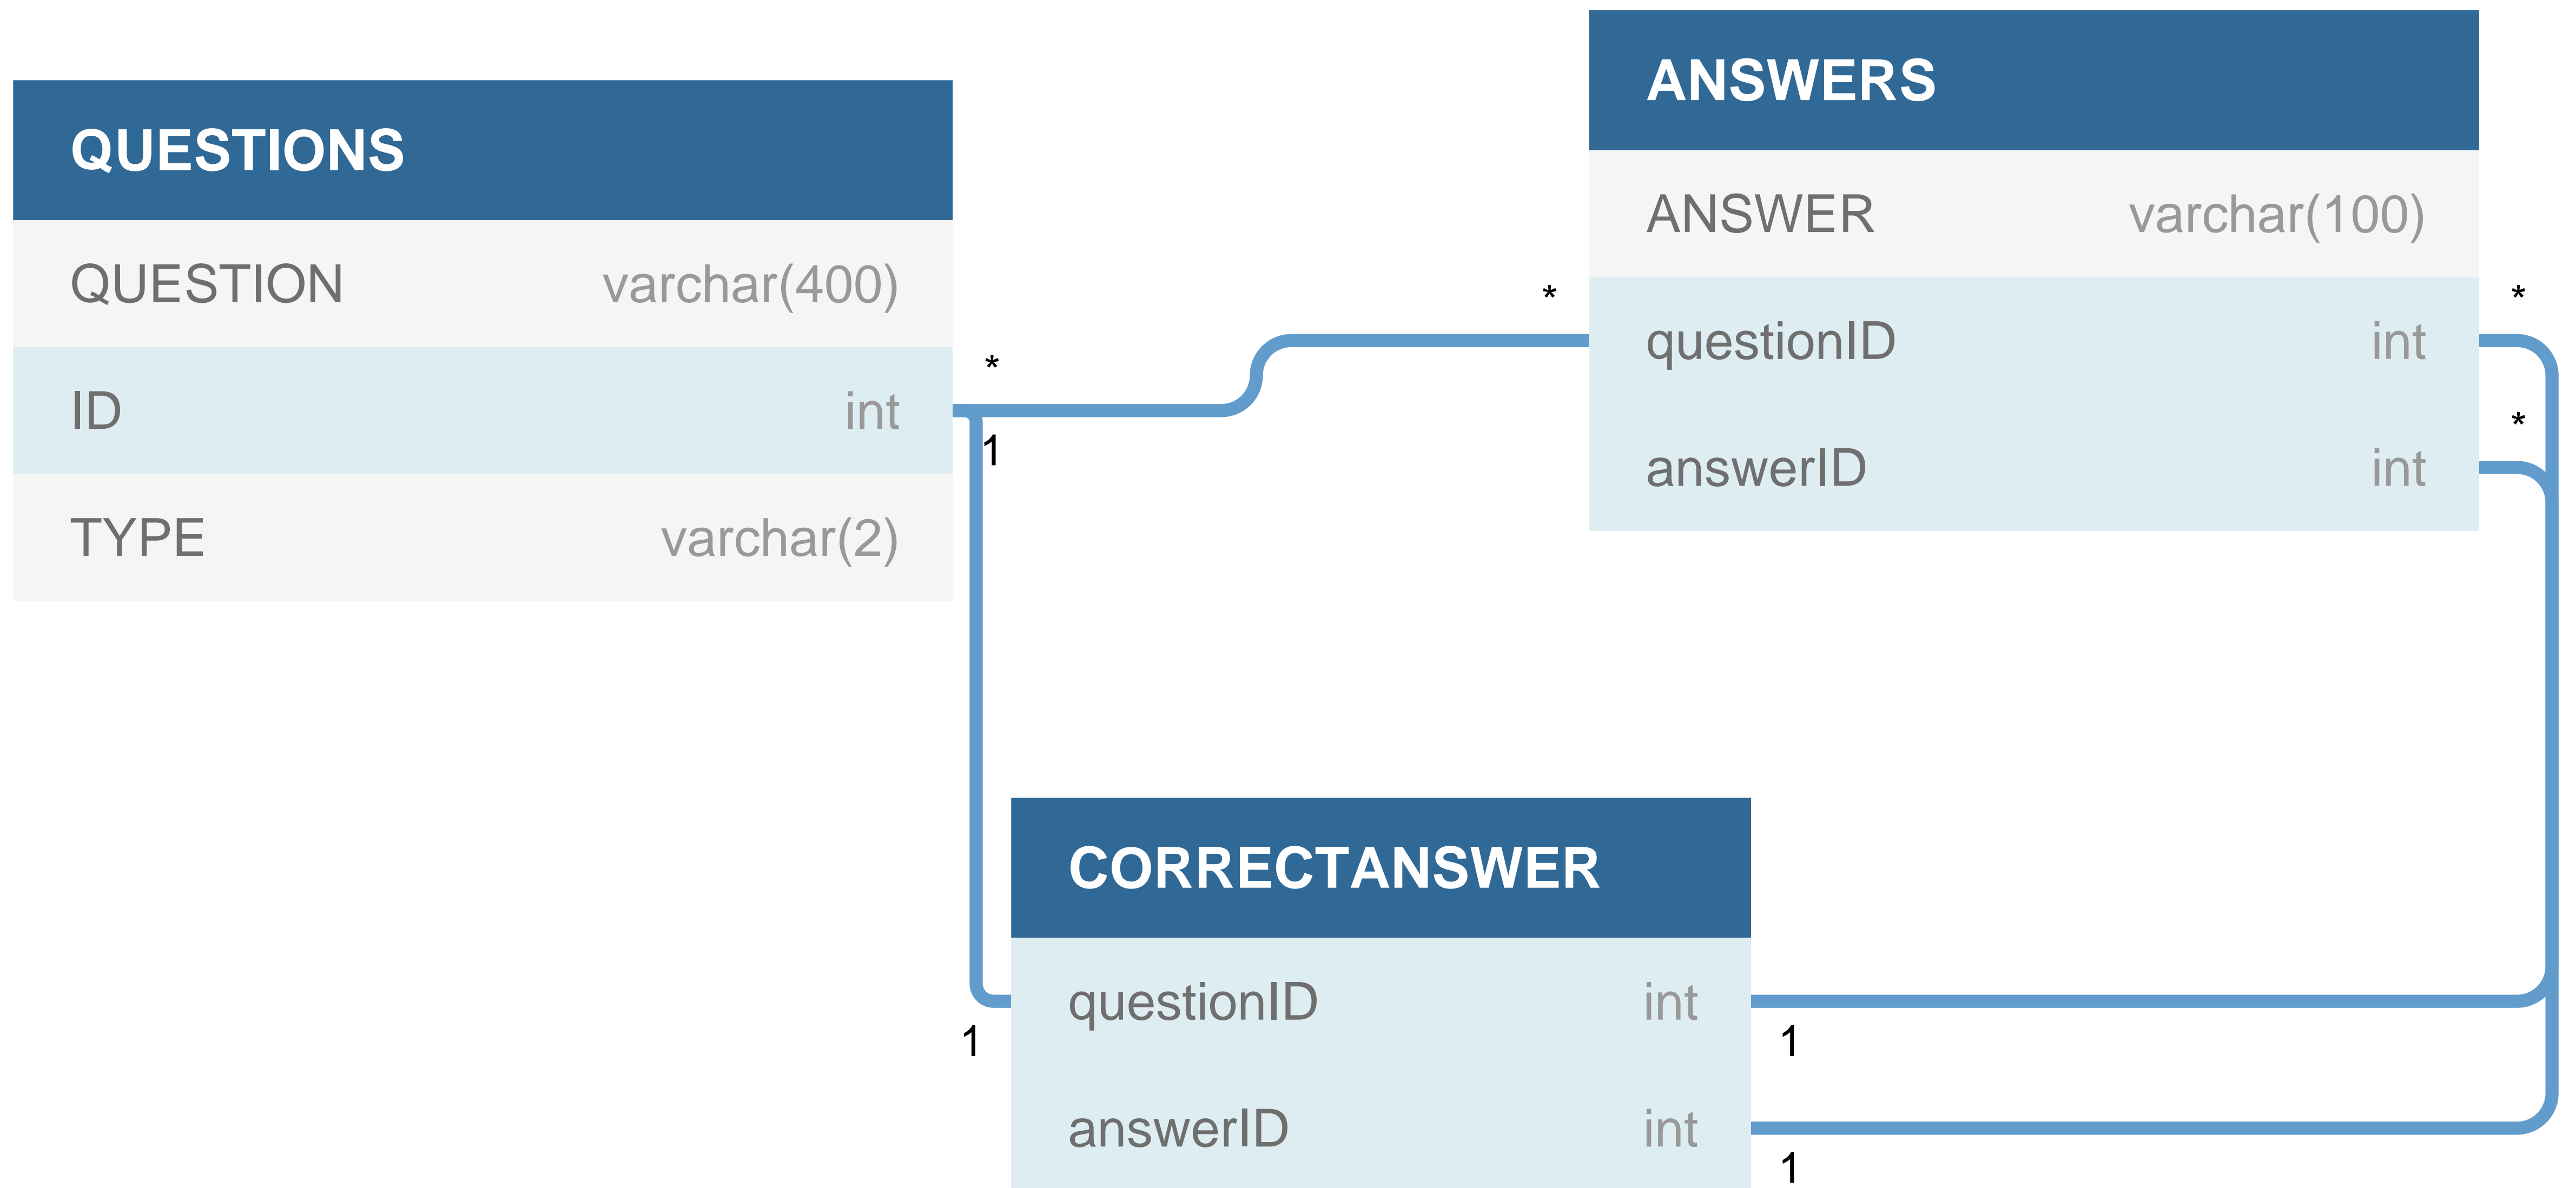 QUESTIONS
QUESTION varchar(400)
ID int
TYPE varchar(2)
*
1
ANSWERS
ANSWER varchar(100)
* questionID int *
answerID int *
CORRECTANSWER
questionID int
1 1
answerID int
1